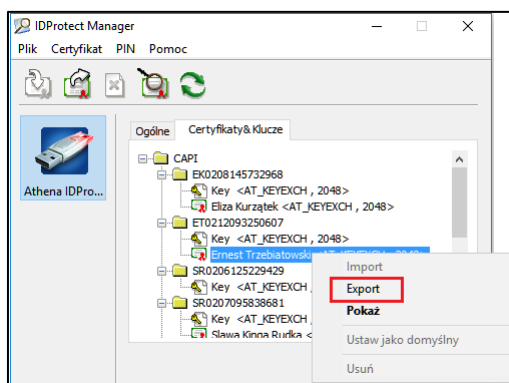 IDProtect Manager
Plik Certyfikat PIN Pomoc
Ogólne Certyfikaty& Klucze
Athena IDPro...
CAPI
EK0208145732968
Key <AT_KEYEXCH , 2048>
Eliza Kurzątek <AT_KEYEXCH , 2048>
ET0212093250607
Key <AT_KEYEXCH , 2048>
Ernest Trzebiatowski <AT_KEYEXCH , 2048>
SR0206125229429
Key <AT_KEYEXCH ,
SR0207095838681
Key <AT_KEYEXCH ,
Sława Kinga Rudka <
Import
Export
Pokaż
Ustaw jako domyślny
Usuń